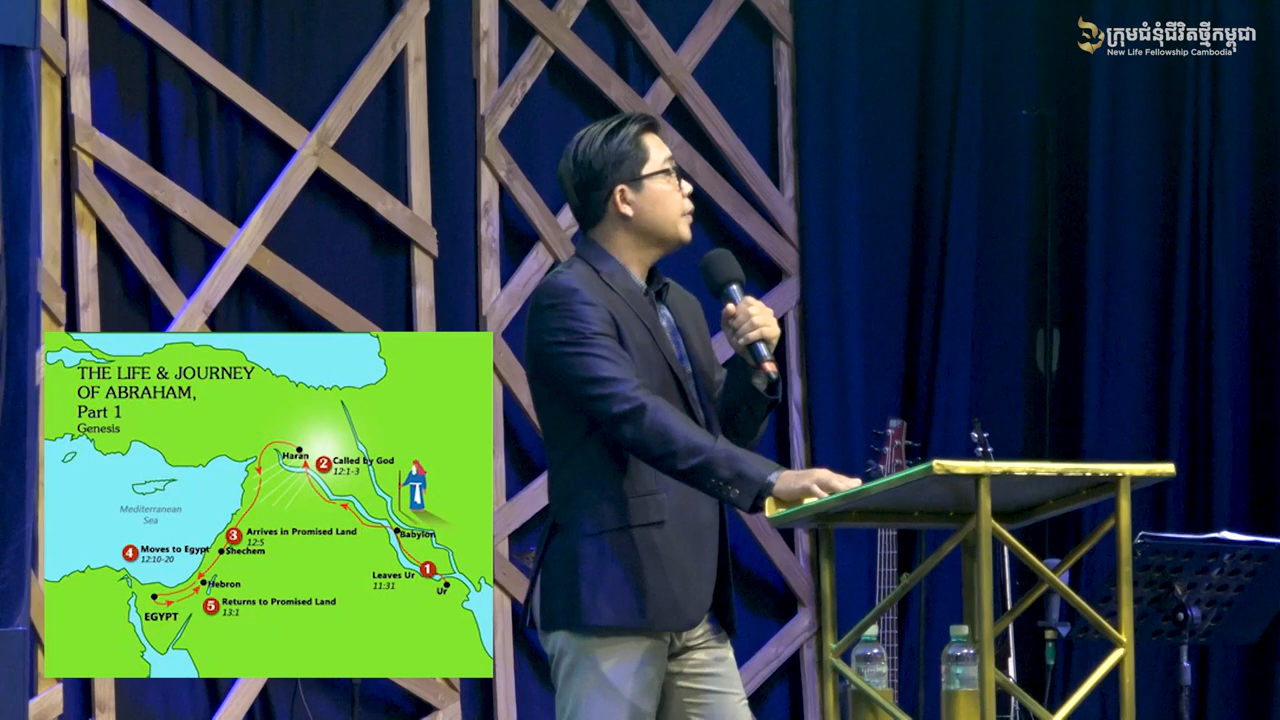 ក្រុមជំនុំជីវិតថ្មីកម្ពុជា
New Life Fellowship Cambodia
THE LIFE & JOURNEY
OF ABRAHAM,
Part 1
Genesis
Haran
2 Called by God
12:1-3
Mediterranean
Sea
3 Arrives in Promised Land
12:5
Babylon
4 Moves to Egypt
12:10-20
Shechem
Leaves Ur 1
11:31
Ur
Hebron
EGYPT
5 Returns to Promised Land
13:1